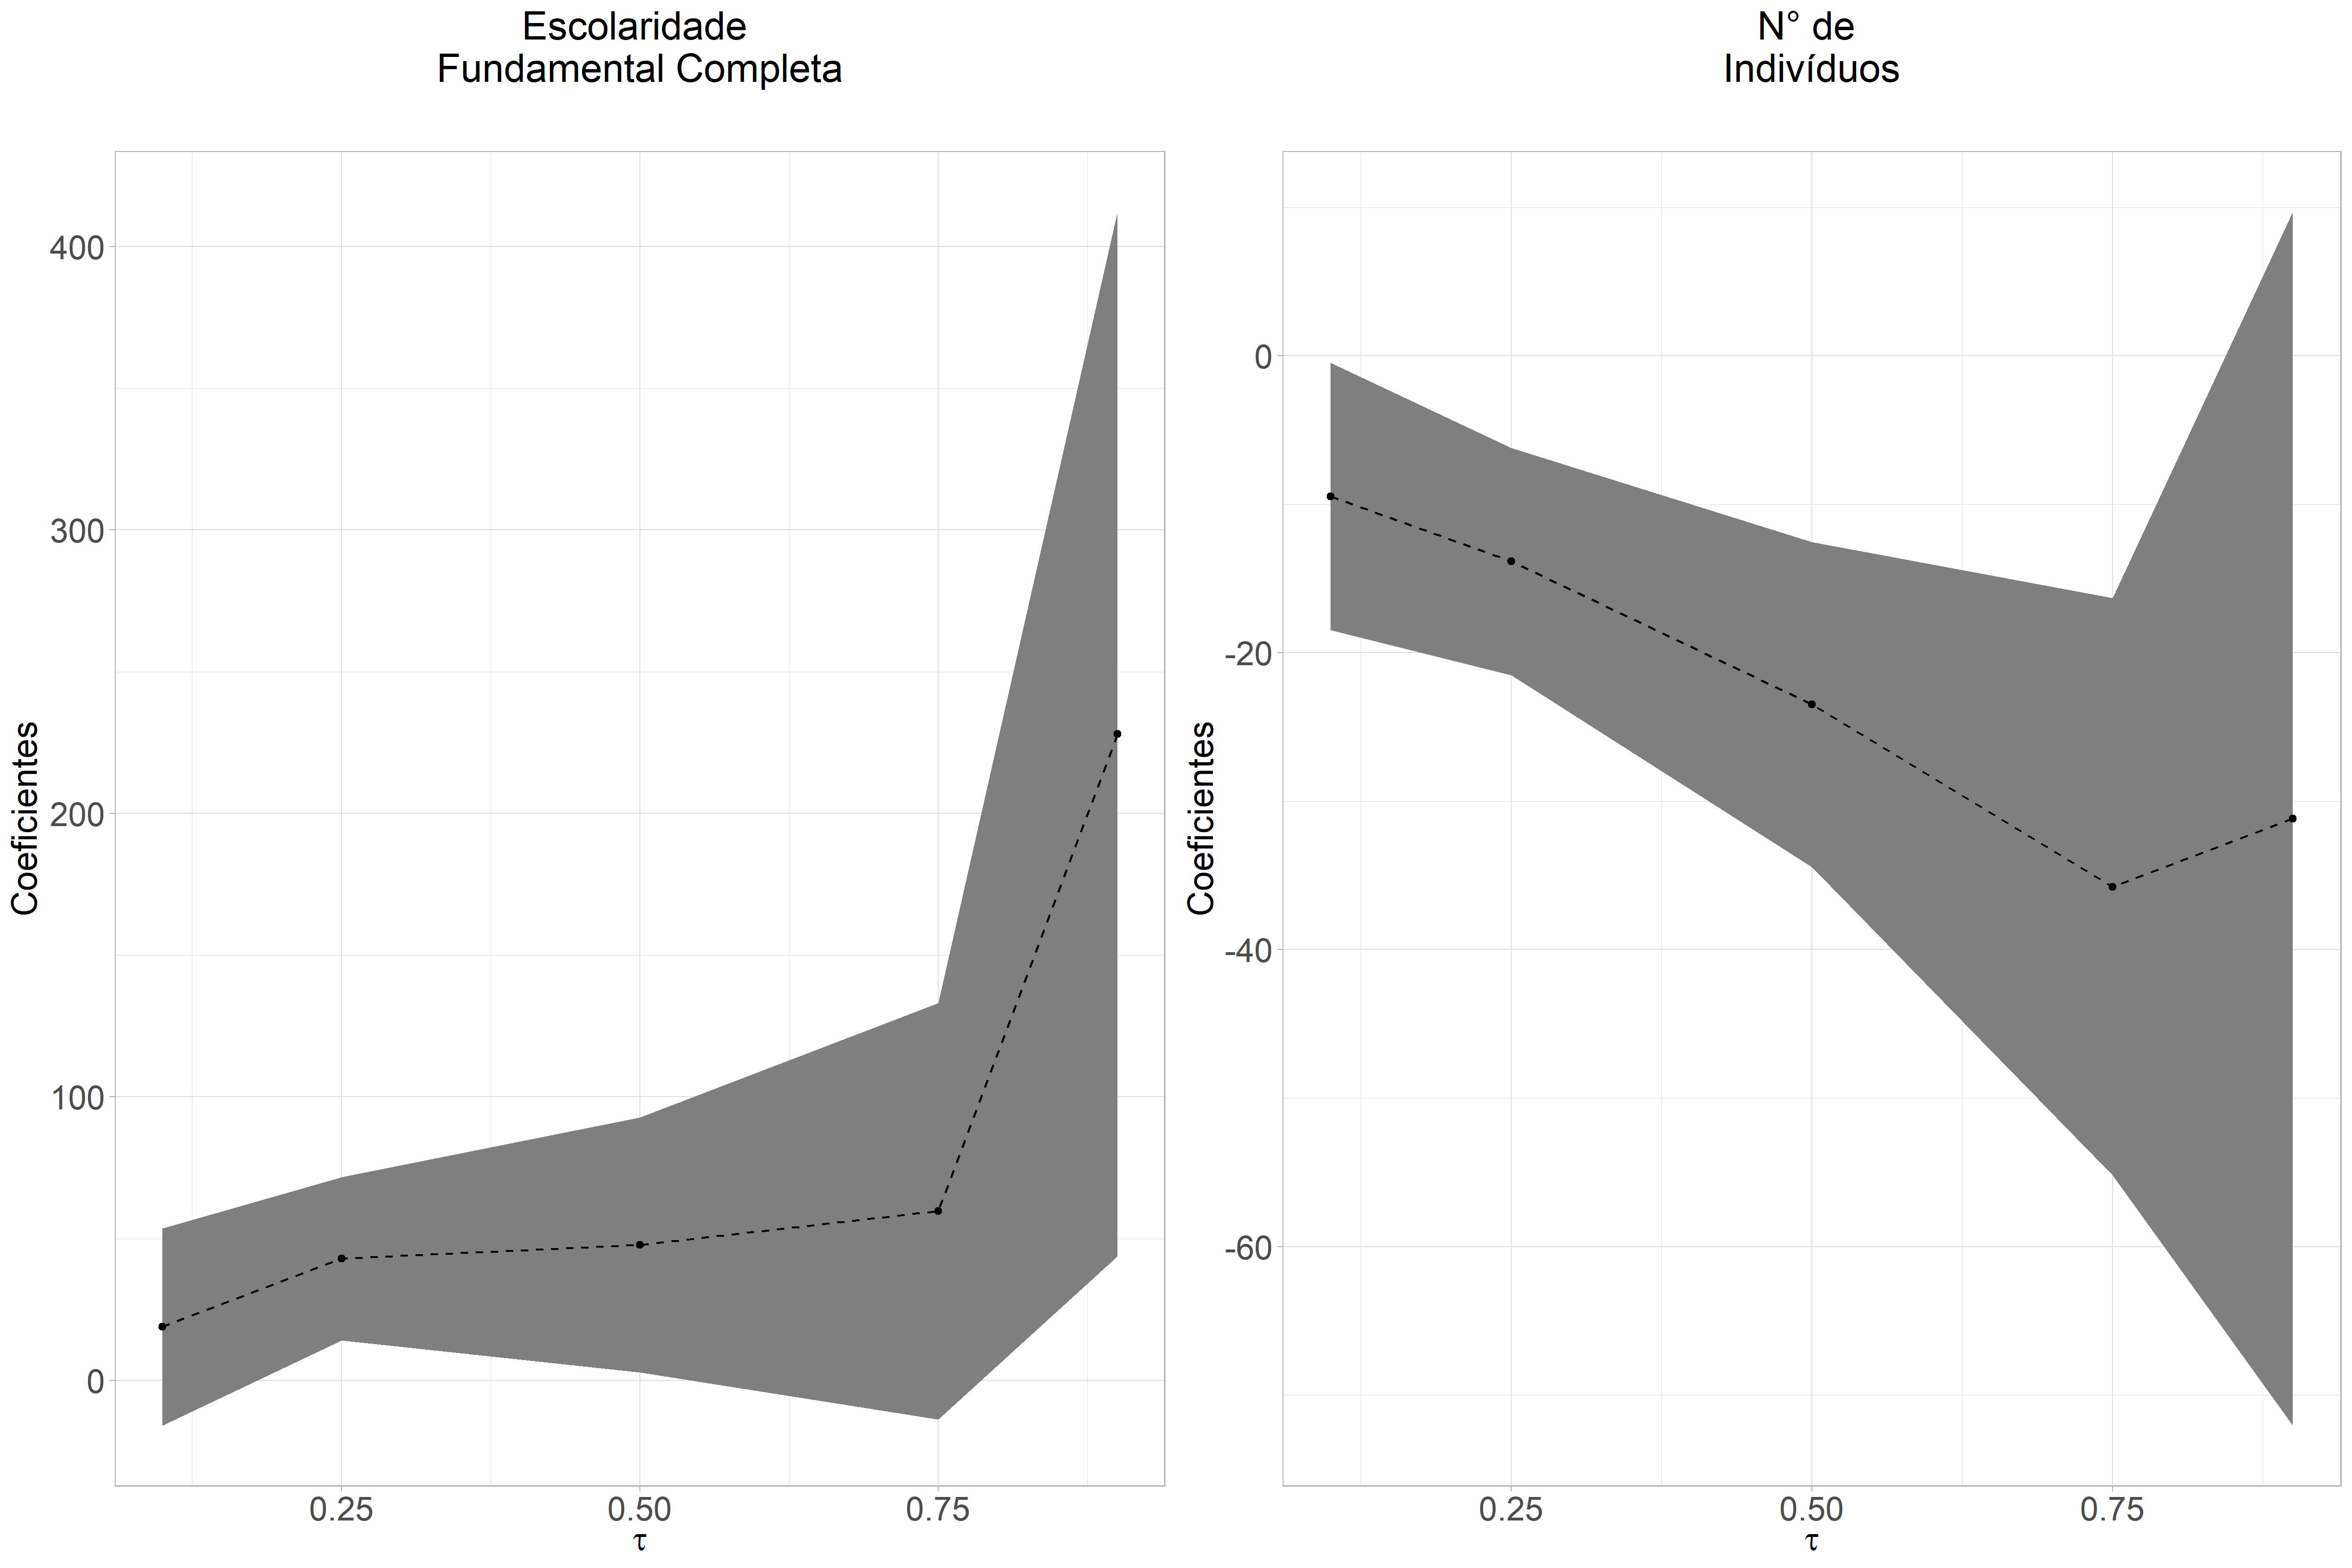 Escolaridade
Fundamental Completa
Coeficientes
400
300
200
100
0
0.25 0.50 0.75
τ
N° de
Indivíduos
Coeficientes
0
-20
-40
-60
0.25 0.50 0.75
τ